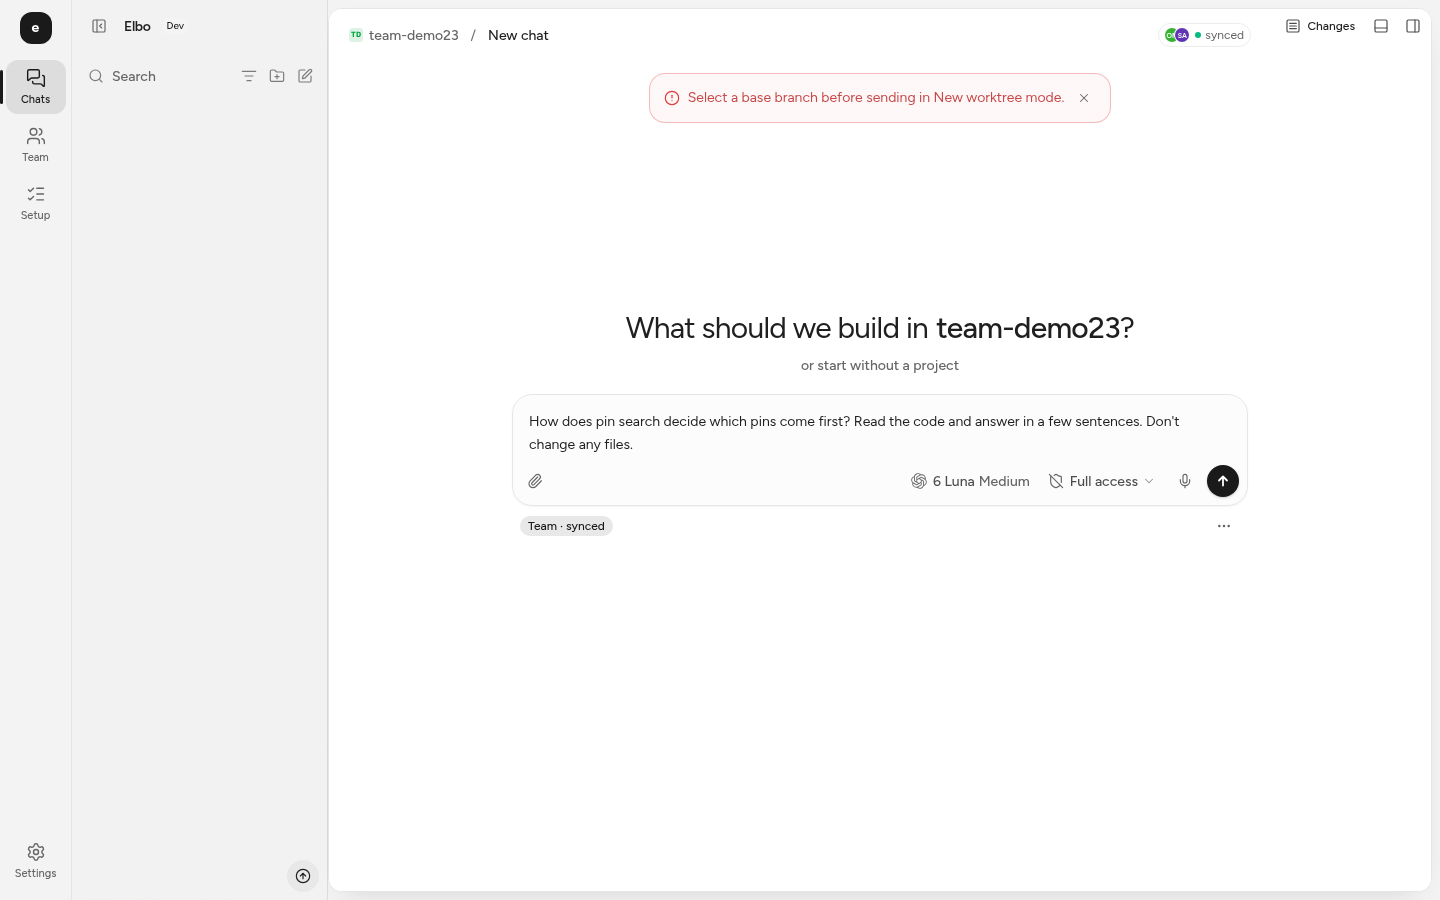 e
Elbo Dev
Chats
Search
Team
Setup
Settings
TD team-demo23 / New chat
SA synced
Changes
Select a base branch before sending in New worktree mode.
What should we build in team-demo23?
or start without a project
How does pin search decide which pins come first? Read the code and answer in a few sentences. Don't
change any files.
6 Luna Medium
Full access
Team · synced